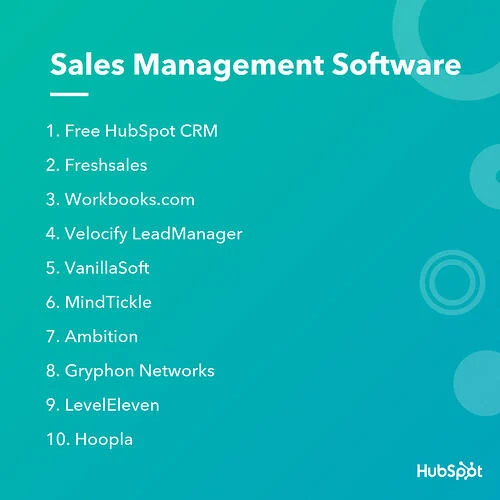 Sales Management Software
1. Free HubSpot CRM
2. Freshsales
3. Workbooks.com
4. Velocify LeadManager
5. VanillaSoft
6. MindTickle
7. Ambition
8. Gryphon Networks
9. LevelEleven
10. Hoopla
HubSpot